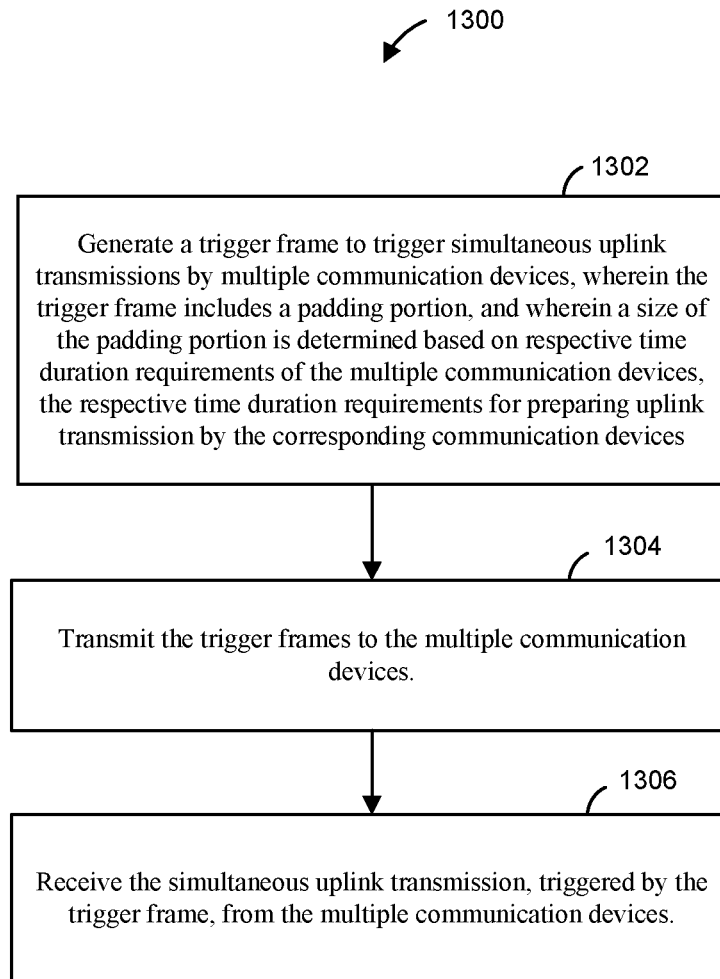 1300
1302
Generate a trigger frame to trigger simultaneous uplink
transmissions by multiple communication devices, wherein the
trigger frame includes a padding portion, and wherein a size of
the padding portion is determined based on respective time
duration requirements of the multiple communication devices,
the respective time duration requirements for preparing uplink
transmission by the corresponding communication devices
1304
Transmit the trigger frames to the multiple communication
devices.
1306
Receive the simultaneous uplink transmission, triggered by the
trigger frame, from the multiple communication devices.